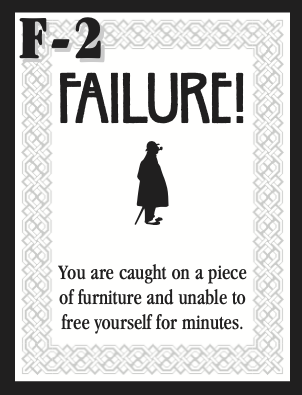 F-2
FAILURE!
You are caught on a piece
of furniture and unable to
free yourself for minutes.